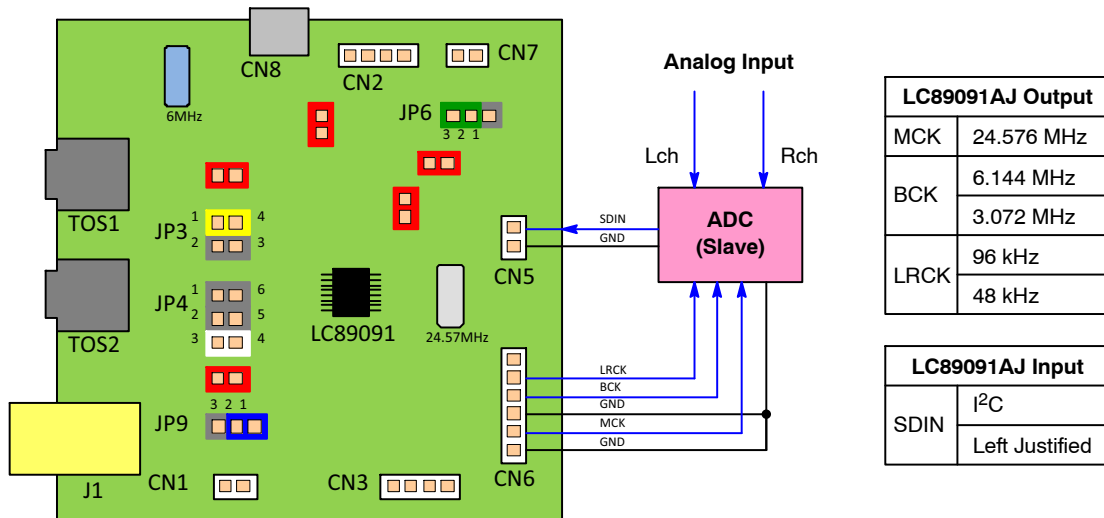 CN8
CN2
CN7
6MHz
JP6
3 2 1
TOS1
1 4
JP3
2 3
1 6
JP4
2 5
3 4
TOS2
LC89091
24.57MHz
CN5
3 2 1
JP9
J1
CN1
CN3
CN6
Analog Input
Lch
Rch
SDIN
GND
ADC
(Slave)
LRCK
BCK
GND
MCK
GND
LC89091AJ Output
MCK 24.576 MHz
BCK 6.144 MHz
3.072 MHz
LRCK 96 kHz
48 kHz
LC89091AJ Input
SDIN I²C
Left Justified